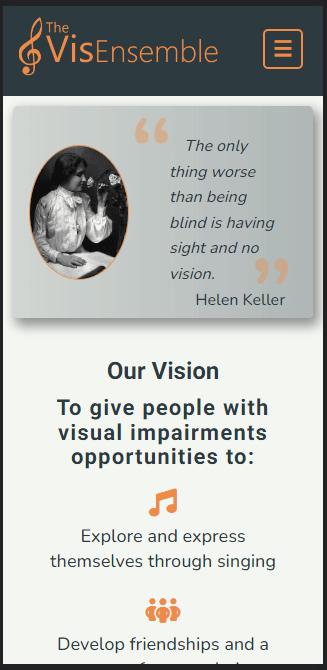 The
VisEnsemble
The only
thing worse
than being
blind is having
sight and no
vision.
Helen Keller
Our Vision
To give people with
visual impairments
opportunities to:
Explore and express
themselves through singing
Develop friendships and a